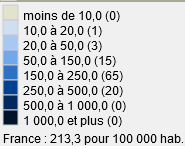 moins de 10,0 (0)
10,0 à 20,0 (1)
20,0 à 50,0 (3)
50,0 à 150,0 (15)
150,0 à 250,0 (65)
250,0 à 500,0 (20)
500,0 à 1 000,0 (0)
1 000,0 et plus (0)
France : 213,3 pour 100 000 hab.